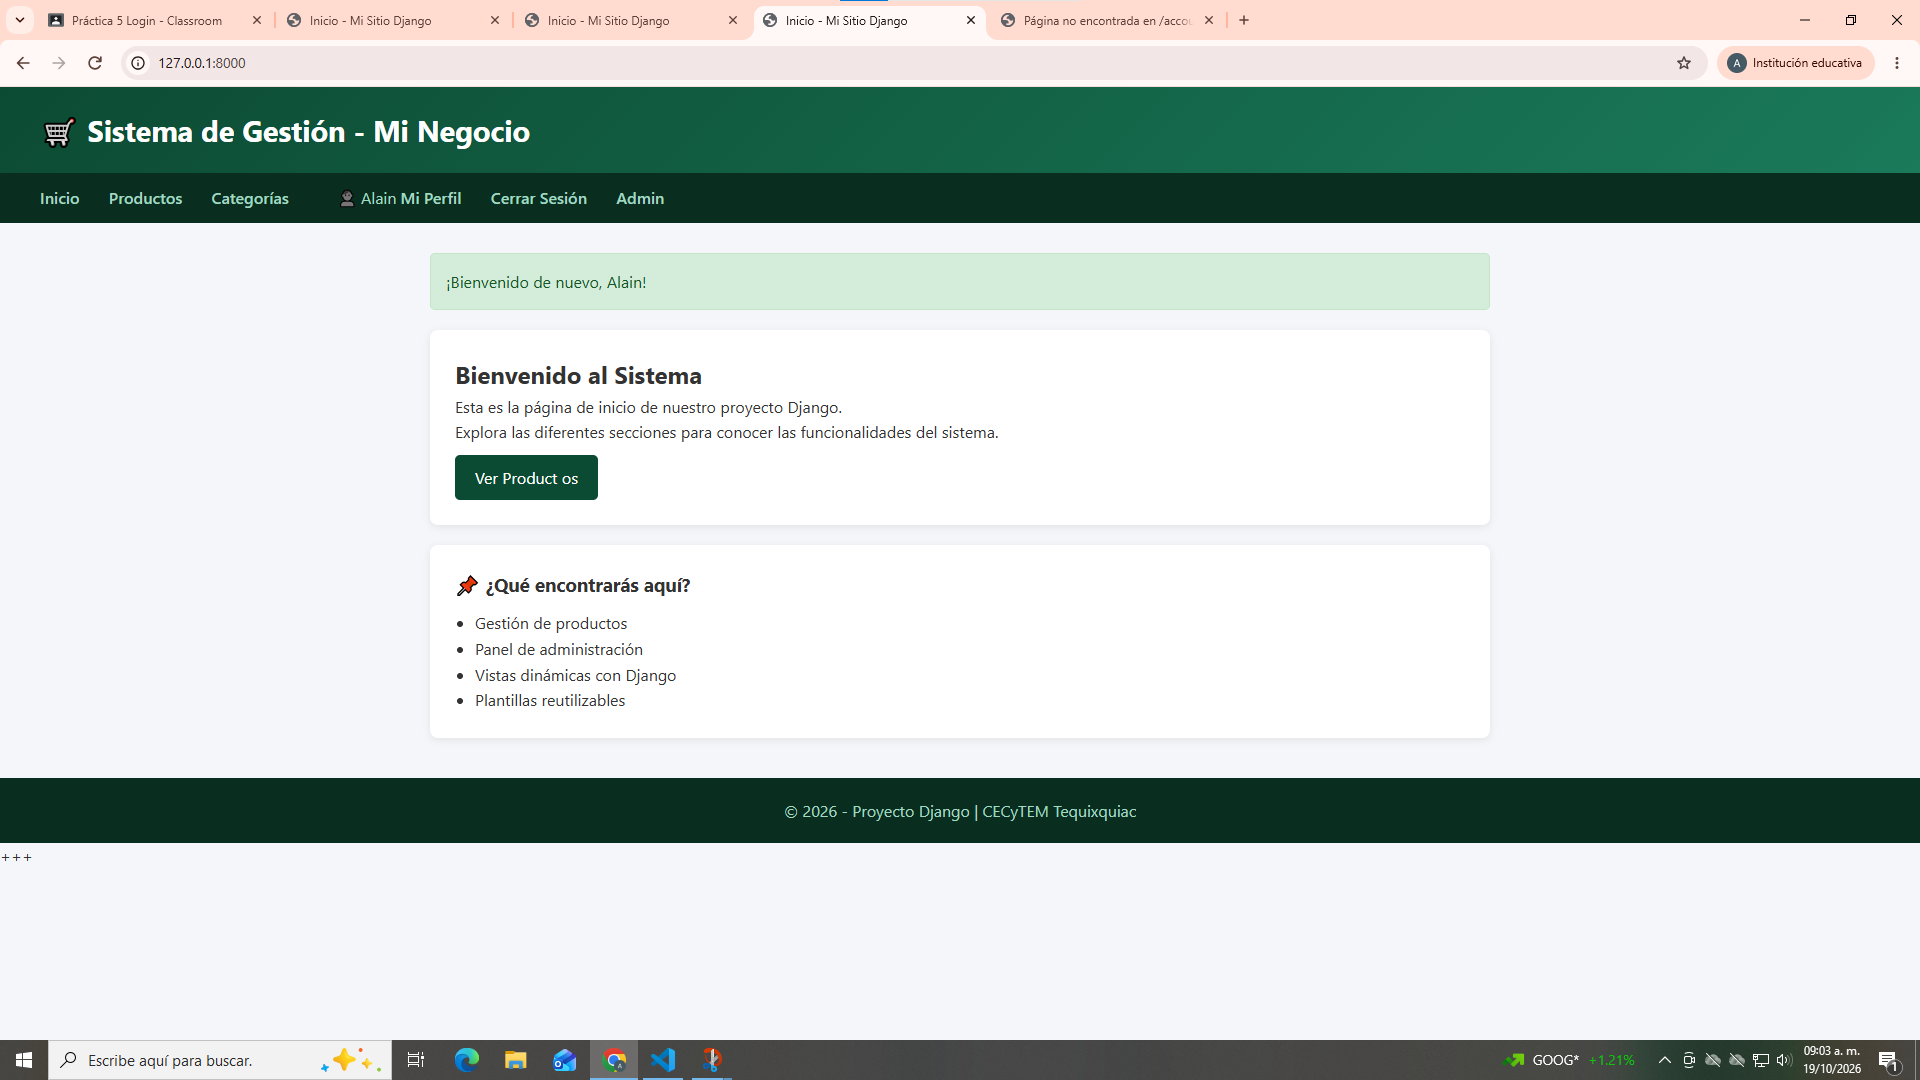 Práctica 5 Login - Classroom
Inicio - Mi Sitio Django
Inicio - Mi Sitio Django
Inicio - Mi Sitio Django
Página no encontrada en /acco
127.0.0.1:8000
A Institución educativa
Sistema de Gestión - Mi Negocio
Inicio Productos Categorías Alain Mi Perfil Cerrar Sesión Admin
¡Bienvenido de nuevo, Alain!
Bienvenido al Sistema
Esta es la página de inicio de nuestro proyecto Django.
Explora las diferentes secciones para conocer las funcionalidades del sistema.
Ver Product os
¿Qué encontrarás aquí?
Gestión de productos
Panel de administración
Vistas dinámicas con Django
Plantillas reutilizables
© 2026 - Proyecto Django | CECyTEM Tequixquiac
+++
Escribe aquí para buscar.
GOOG* +1.21%
09:03 a. m.
19/10/2026
1